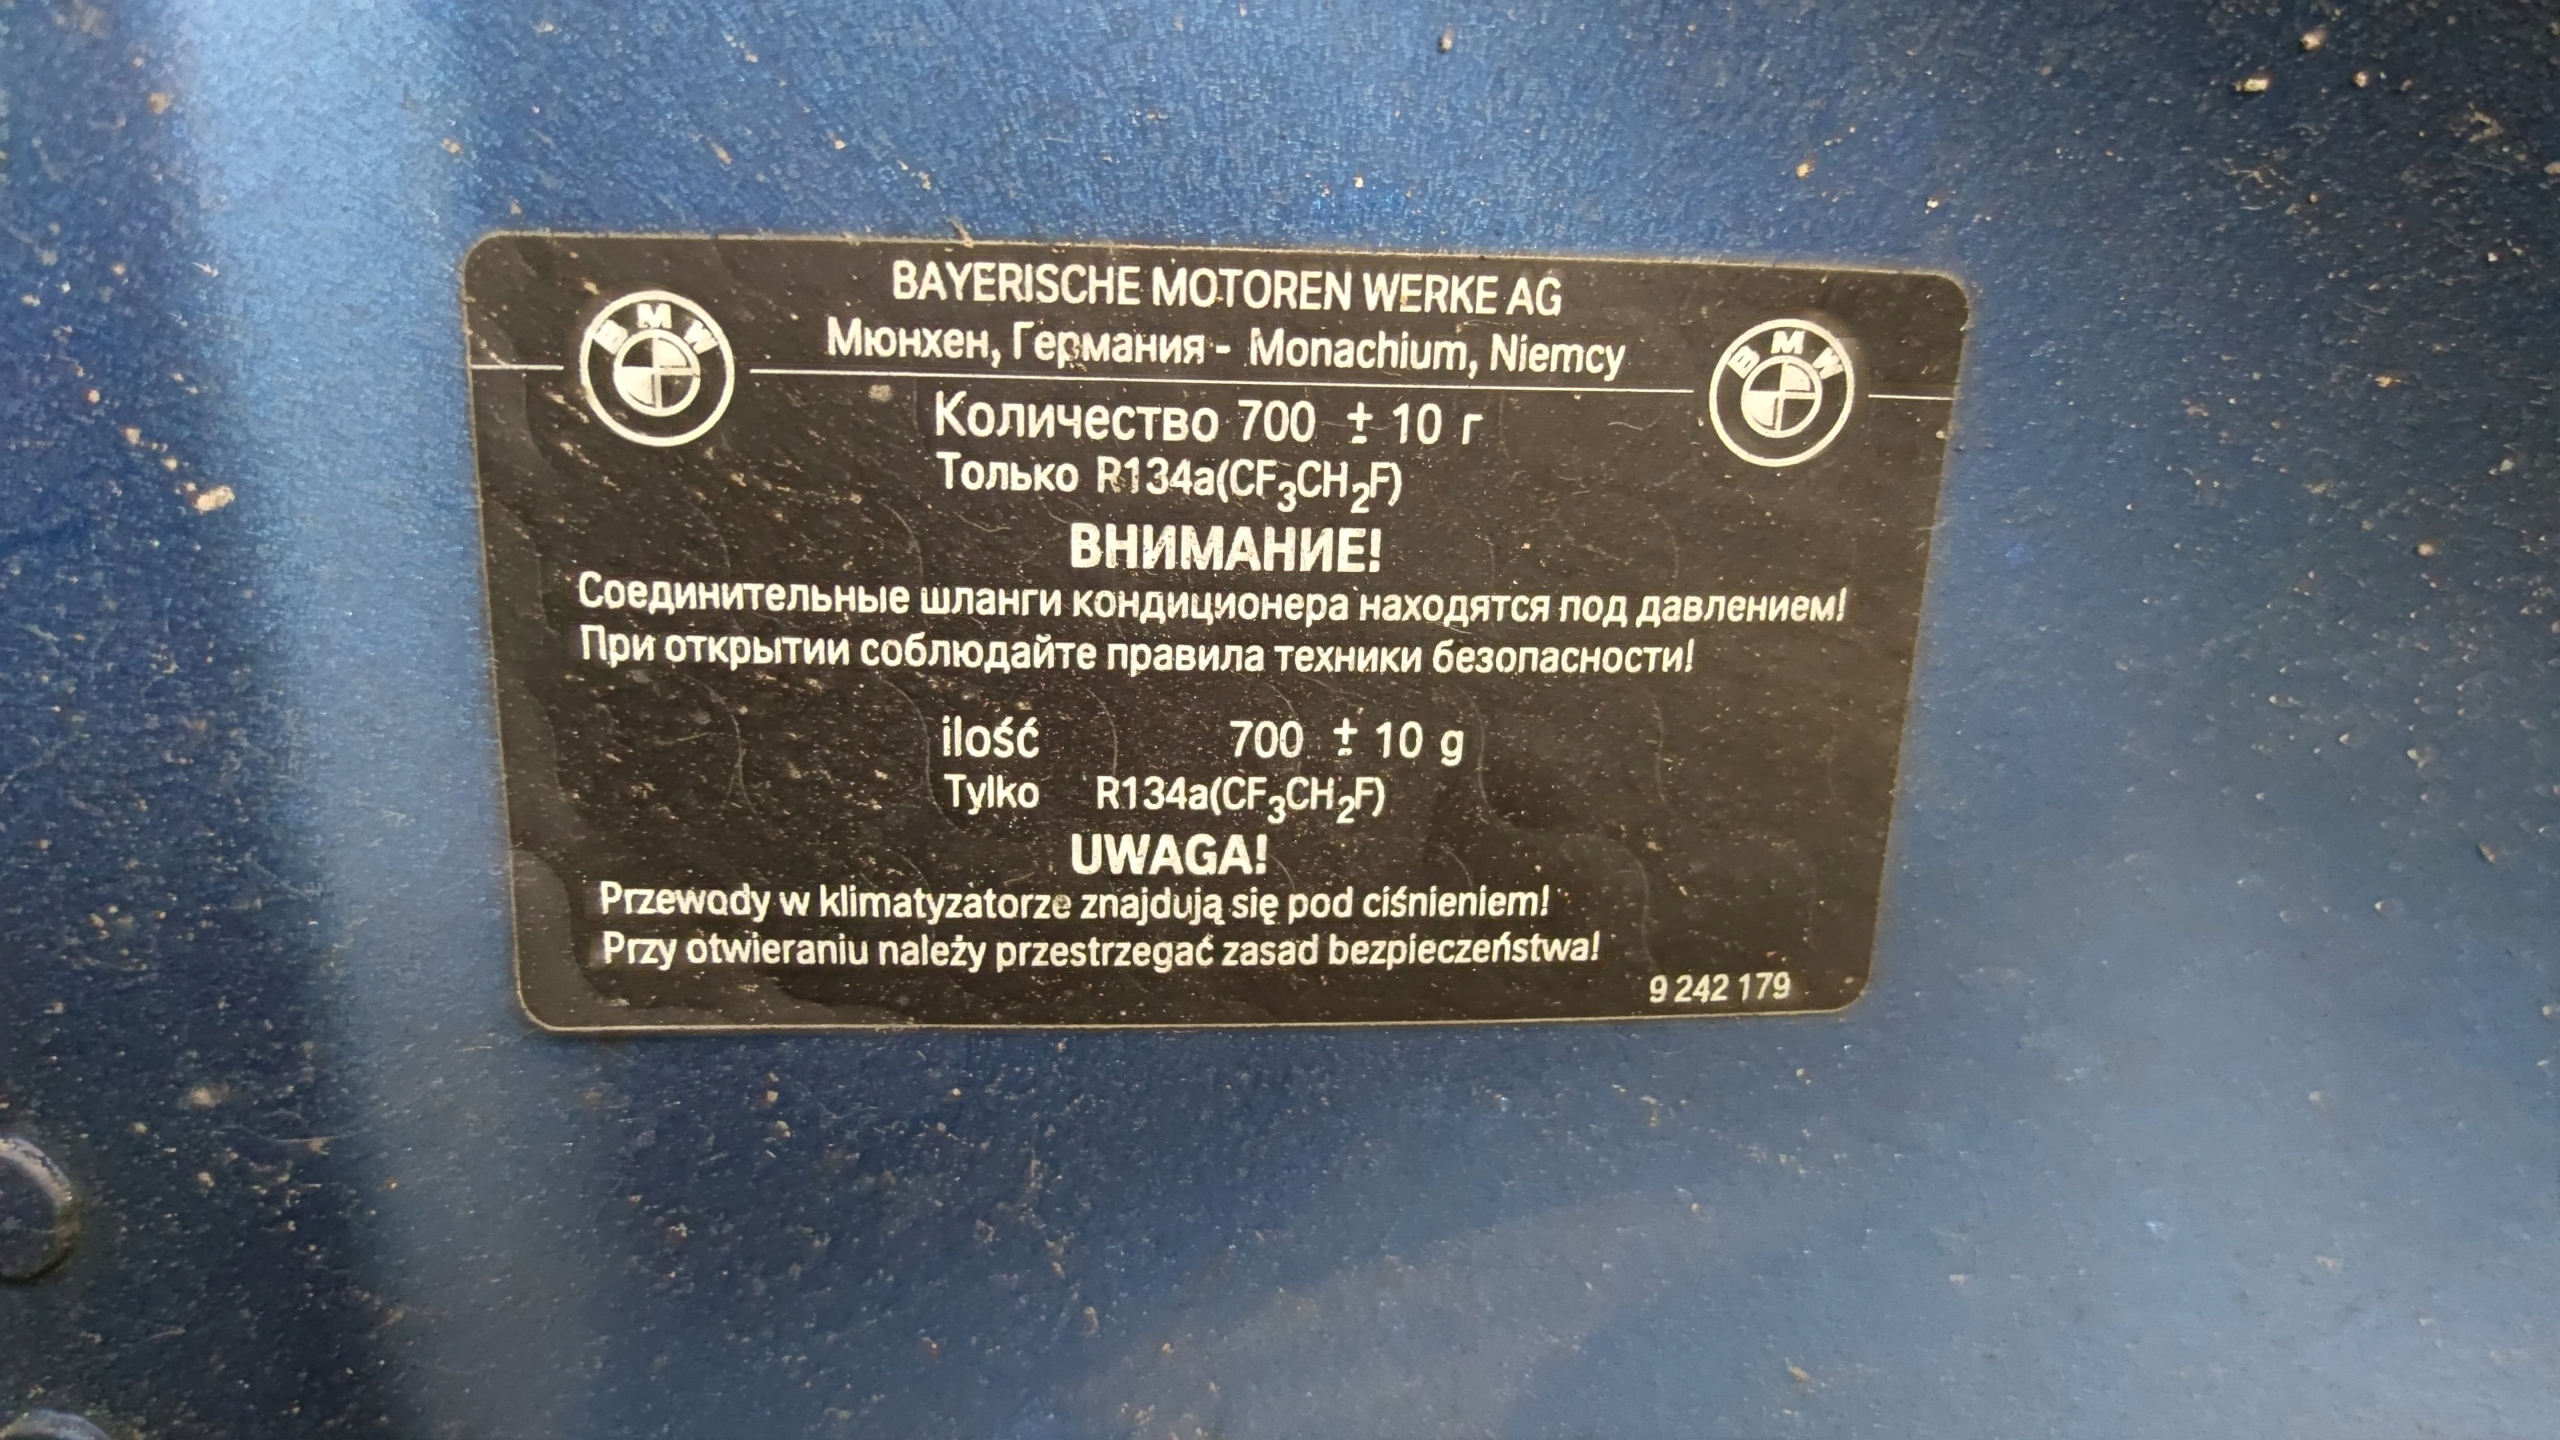 BAYERISCHE MOTOREN WERKE AG
Мюнхен, Германия - Monachium, Niemcy
BMW
BMW
Количество 700 ± 10 г
Только R134a(CF₃CH₂F)
ВНИМАНИЕ!
Соединительные шланги кондиционера находятся под давлением!
При открытии соблюдайте правила техники безопасности!
ilość 700 ± 10 g
Tylko R134a(CF₃CH₂F)
UWAGA!
Przewody w klimatyzatorze znajdują się pod ciśnieniem!
Przy otwieraniu należy przestrzegać zasad bezpieczeństwa!
9 242 179